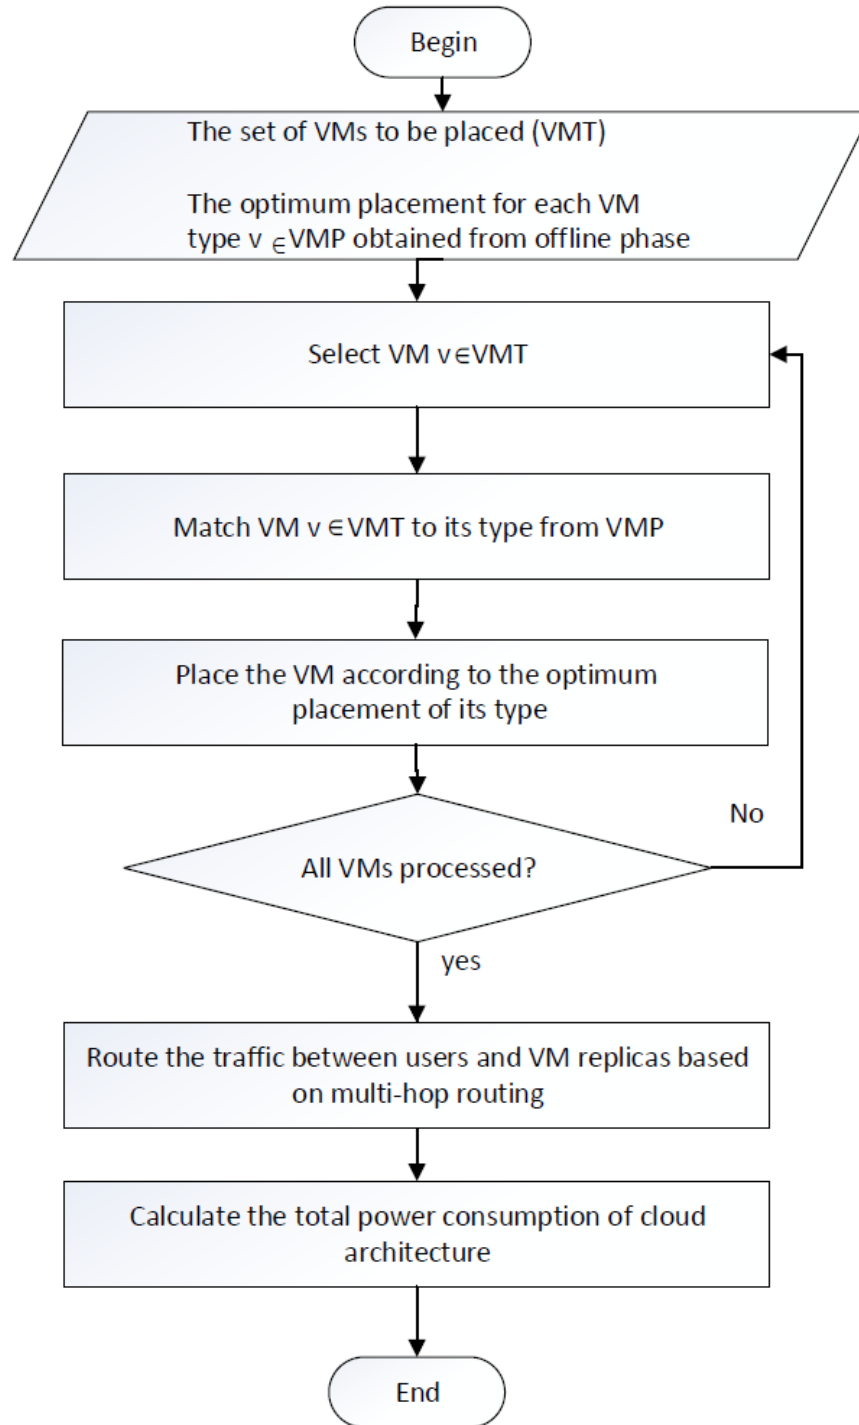 Begin
The set of VMs to be placed (VMT)
The optimum placement for each VM
type v ∈VMP obtained from offline phase
Select VM v∈VMT
Match VM v ∈VMT to its type from VMP
Place the VM according to the optimum
placement of its type
No
All VMs processed?
yes
Route the traffic between users and VM replicas based
on multi-hop routing
Calculate the total power consumption of cloud
architecture
End